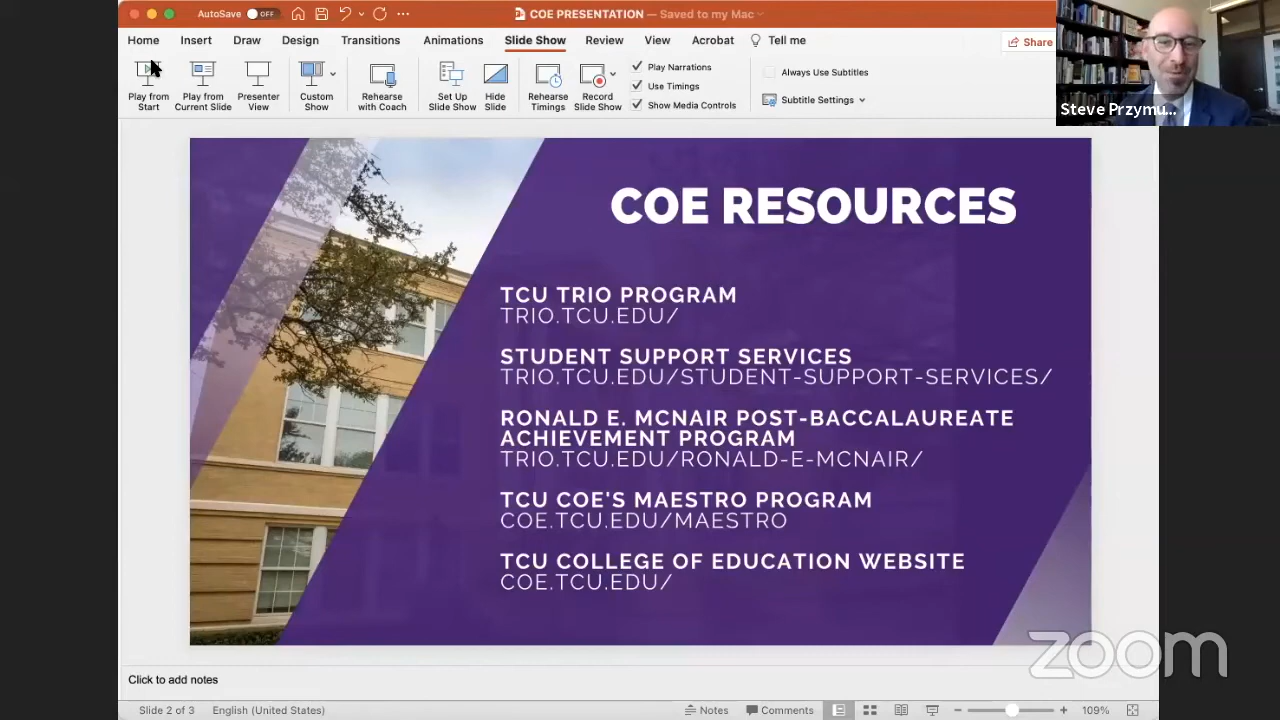 AutoSave OFF
COE PRESENTATION — Saved to my Mac
Home Insert Draw Design Transitions Animations Slide Show Review View Acrobat Tell me
Share
Play from Start
Play from Current Slide
Presenter View
Custom Show
Rehearse with Coach
Set Up Slide Show
Hide Slide
Rehearse Timings
Record Slide Show
Play Narrations
Use Timings
Show Media Controls
Always Use Subtitles
Subtitle Settings
Steve Przymu...
COE RESOURCES
TCU TRIO PROGRAM
TRIO.TCU.EDU/
STUDENT SUPPORT SERVICES
TRIO.TCU.EDU/STUDENT-SUPPORT-SERVICES/
RONALD E. MCNAIR POST-BACCALAUREATE
ACHIEVEMENT PROGRAM
TRIO.TCU.EDU/RONALD-E-MCNAIR/
TCU COE'S MAESTRO PROGRAM
COE.TCU.EDU/MAESTRO
TCU COLLEGE OF EDUCATION WEBSITE
COE.TCU.EDU/
zoom
Click to add notes
Slide 2 of 3 English (United States) Notes Comments 109%